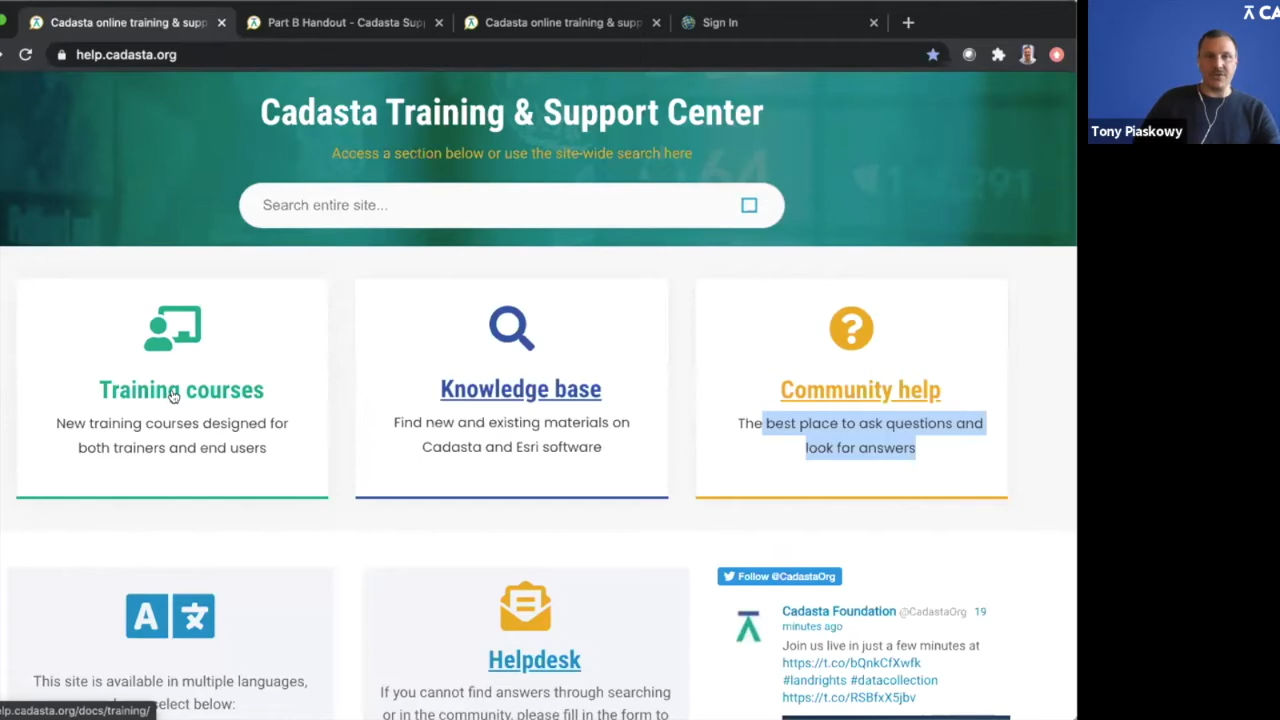 Cadasta online training & supp
Part B Handout - Cadasta Supp
Cadasta online training & supp
Sign In
help.cadasta.org
CA
Tony Piaskowy
Cadasta Training & Support Center
Access a section below or use the site-wide search here
Search entire site...
Training courses
New training courses designed for
both trainers and end users
Knowledge base
Find new and existing materials on
Cadasta and Esri software
Community help
The best place to ask questions and
look for answers
A
This site is available in multiple languages,
select below:
Helpdesk
If you cannot find answers through searching
or in the community, please fill in the form to
Follow @CadastaOrg
Cadasta Foundation @CadastaOrg 19
minutes ago
Join us live in just a few minutes at
https://t.co/bQnkCfXwfk
#landrights #datacollection
https://t.co/RSBfxX5jbv
elp.cadasta.org/docs/training/